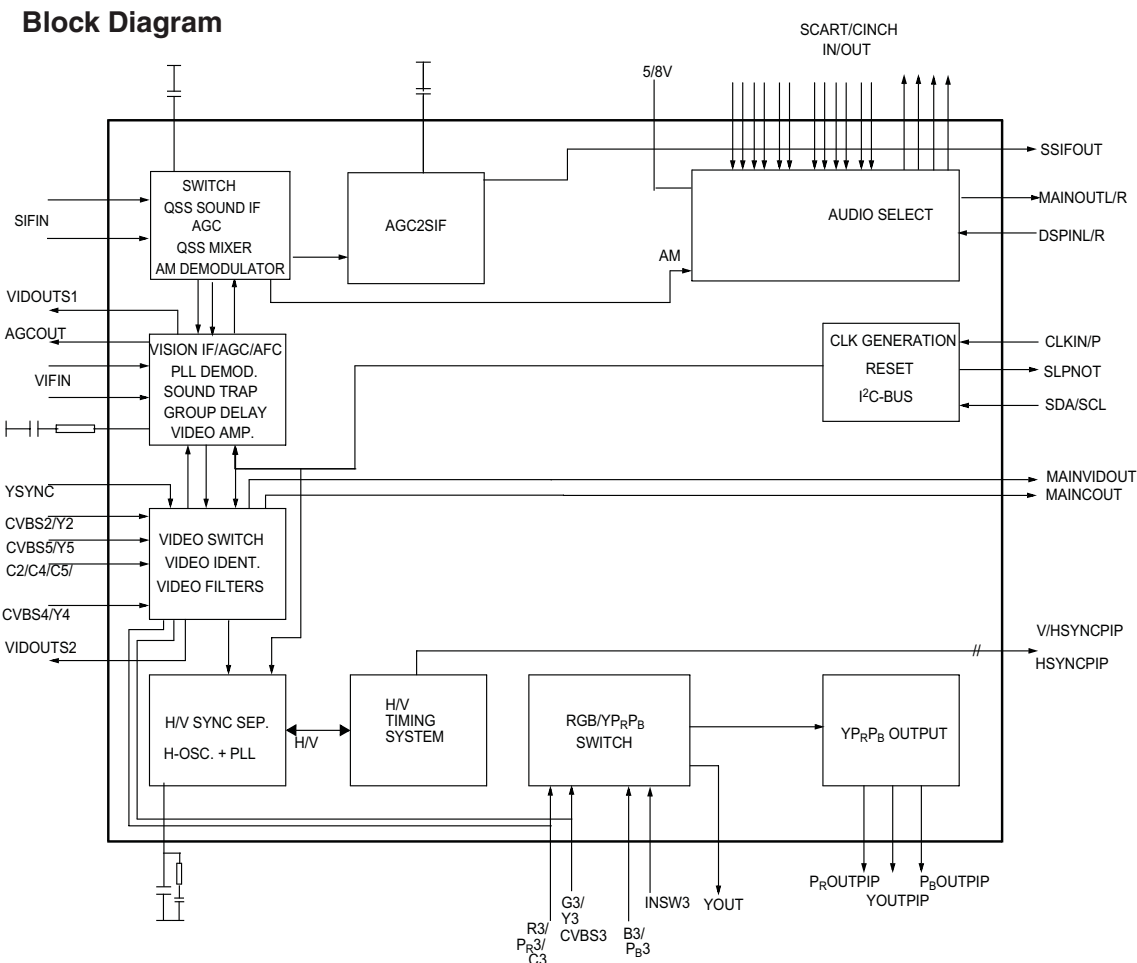 Block Diagram
SCART/CINCH
IN/OUT
5/8V
SSIFOUT
SWITCH
QSS SOUND IF
AGC
QSS MIXER
AM DEMODULATOR
AGC2SIF
AUDIO SELECT
MAINOUTL/R
DSPINL/R
SIFIN
AM
VIDOUTS1
AGCOUT
VIFIN
VISION IF/AGC/AFC
PLL DEMOD.
SOUND TRAP
GROUP DELAY
VIDEO AMP.
CLK GENERATION
RESET
I²C-BUS
CLKIN/P
SLPNOT
SDA/SCL
YSYNC
CVBS2/Y2
CVBS5/Y5
C2/C4/C5/
CVBS4/Y4
VIDOUTS2
VIDEO SWITCH
VIDEO IDENT.
VIDEO FILTERS
MAINVIDOUT
MAINCOUT
V/HSYNCPIP
//
HSYNCPIP
H/V SYNC SEP.
H-OSC. + PLL
H/V
H/V
TIMING
SYSTEM
RGB/YPRPB
SWITCH
YPRPB OUTPUT
R3/
PR3/
C3
G3/
Y3
CVBS3
B3/
PB3
INSW3
YOUT
PROUTPIP
YOUTPIP
PBOUTPIP